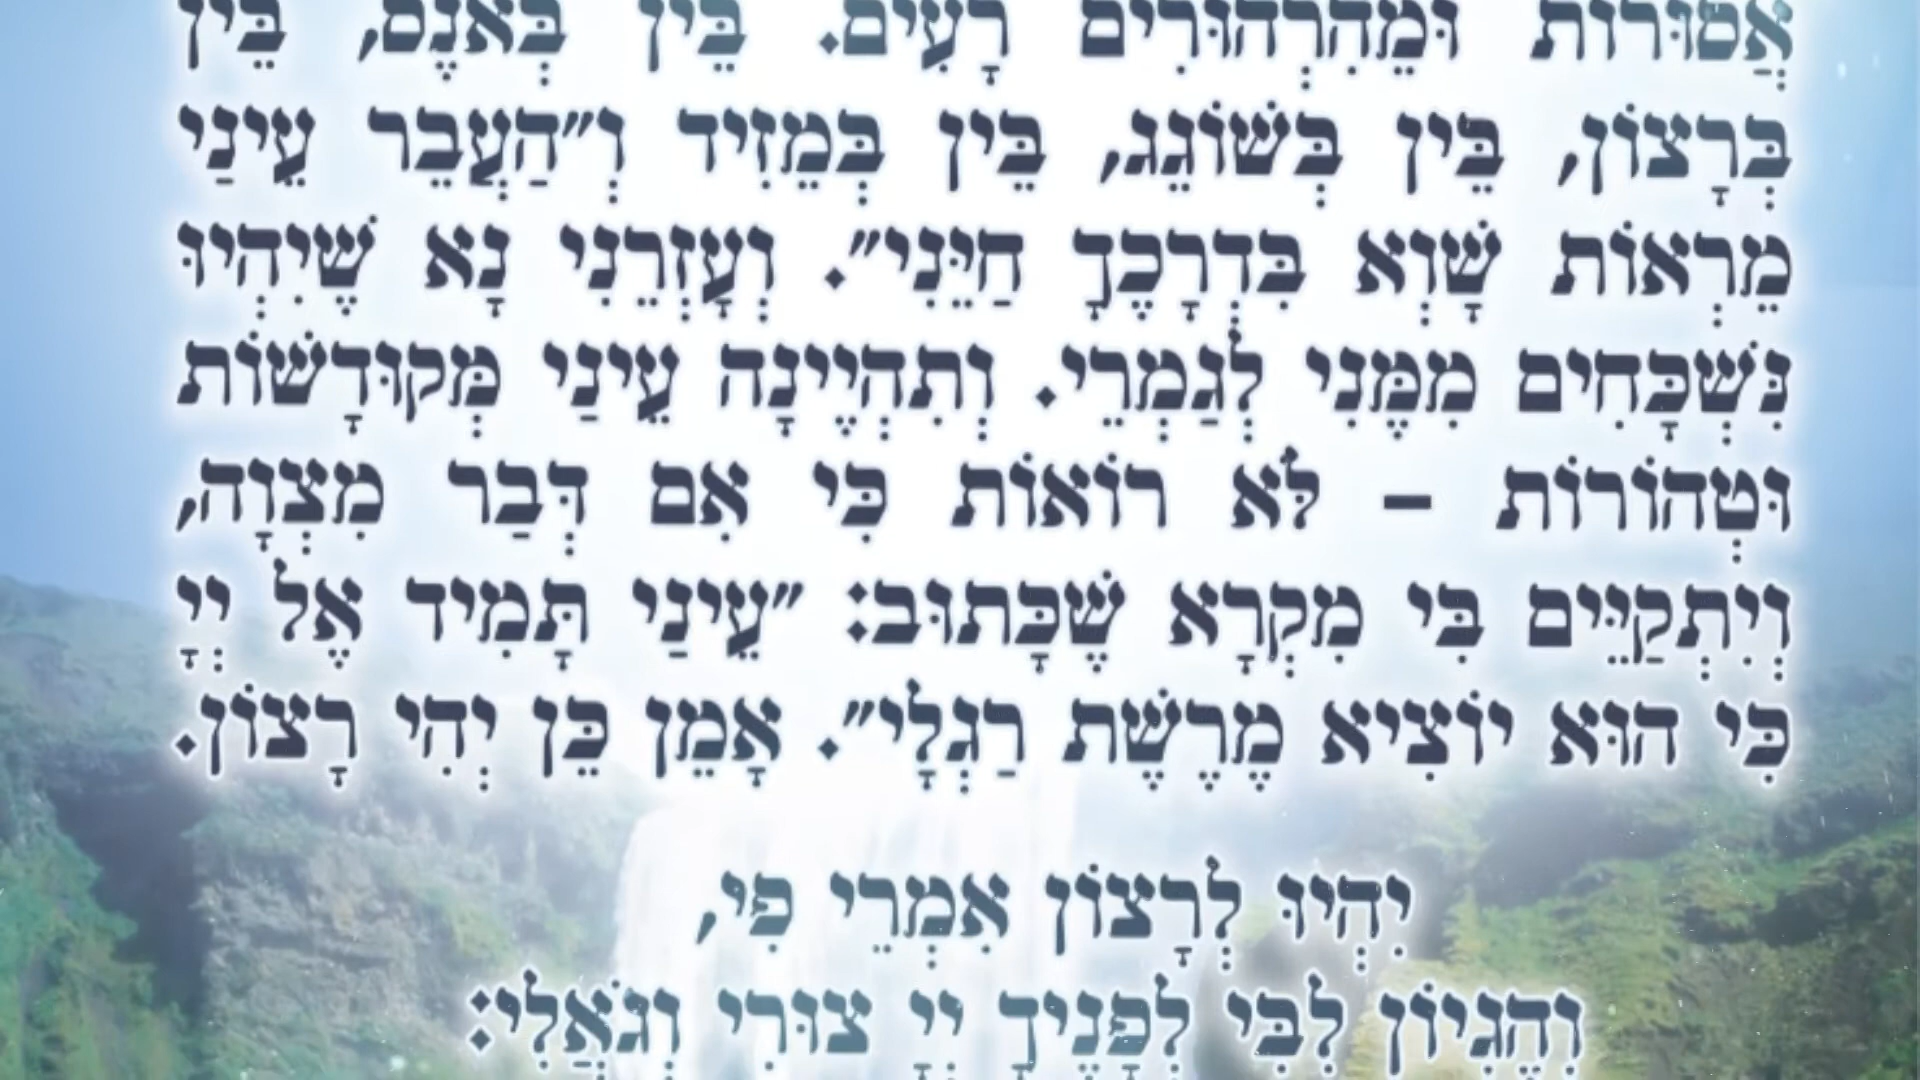 אֲסוּרוֹת וּמֵהִרְהוּרִים רָעִים. בֵּין בְּאֹנֶס, בֵּין
בְּרָצוֹן, בֵּין בְּשׁוֹגֵג, בֵּין בְּמֵזִיד וְ"הַעֲבֵר עֵינַי
מֵרְאוֹת שָׁוְא בִּדְרָכֶךָ חַיֵּנִי". וְעָזְרֵנִי נָא שֶׁיִהְיוּ
נִּשְׁכָּחִים מִמֶּנִּי לְגַמְרֵי. וְתִהְיֶינָה עֵינַי מְּקוּדָשׁוֹת
וּטְהוֹרוֹת – לֹּא רוֹאוֹת כִּי אִם דְּבַר מִצְוָה,
וְיִתְקַיֵּים בִּי מִקְרָא שֶׁכָּתוּב: "עֵינַי תָּמִיד אֶל יְיָ
כִּי הוּא יוֹצִיא מֶרֶשֶׁת רַגְלָי". אָמֵן כֵּן יְהִי רָצוֹן.
יִהְיוּ לְרָצוֹן אִמְרֵי פִי,
וְהֶגְיוֹן לִבִּי לְפָנֶיךָ יְיָ צוּרִי וְגֹאֲלִי: